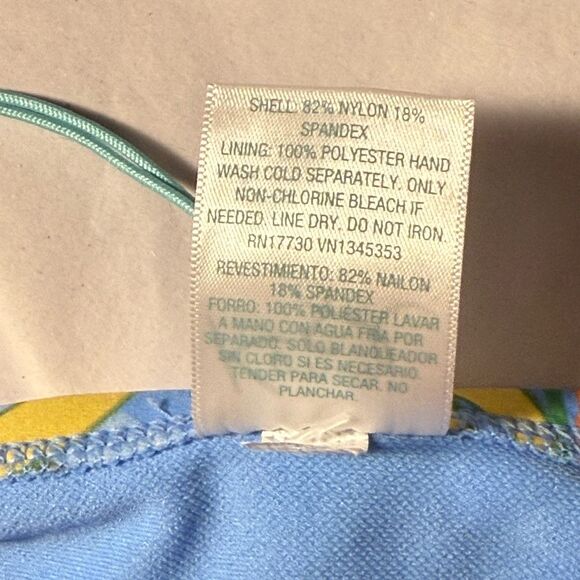 SHELL: 82% NYLON 18%
SPANDEX
LINING: 100% POLYESTER HAND
WASH COLD SEPARATELY. ONLY
NON-CHLORINE BLEACH IF
NEEDED. LINE DRY. DO NOT IRON.
RN17730 VN1345353
REVESTIMIENTO: 82% NAILON
18% SPANDEX
FORRO: 100% POLIÉSTER LAVAR
A MANO CON AGUA FRIA POR
SEPARADO. SOLO BLANQUEADOR
SIN CLORO SI ES NECESARIO.
TENDER PARA SECAR. NO
PLANCHAR.